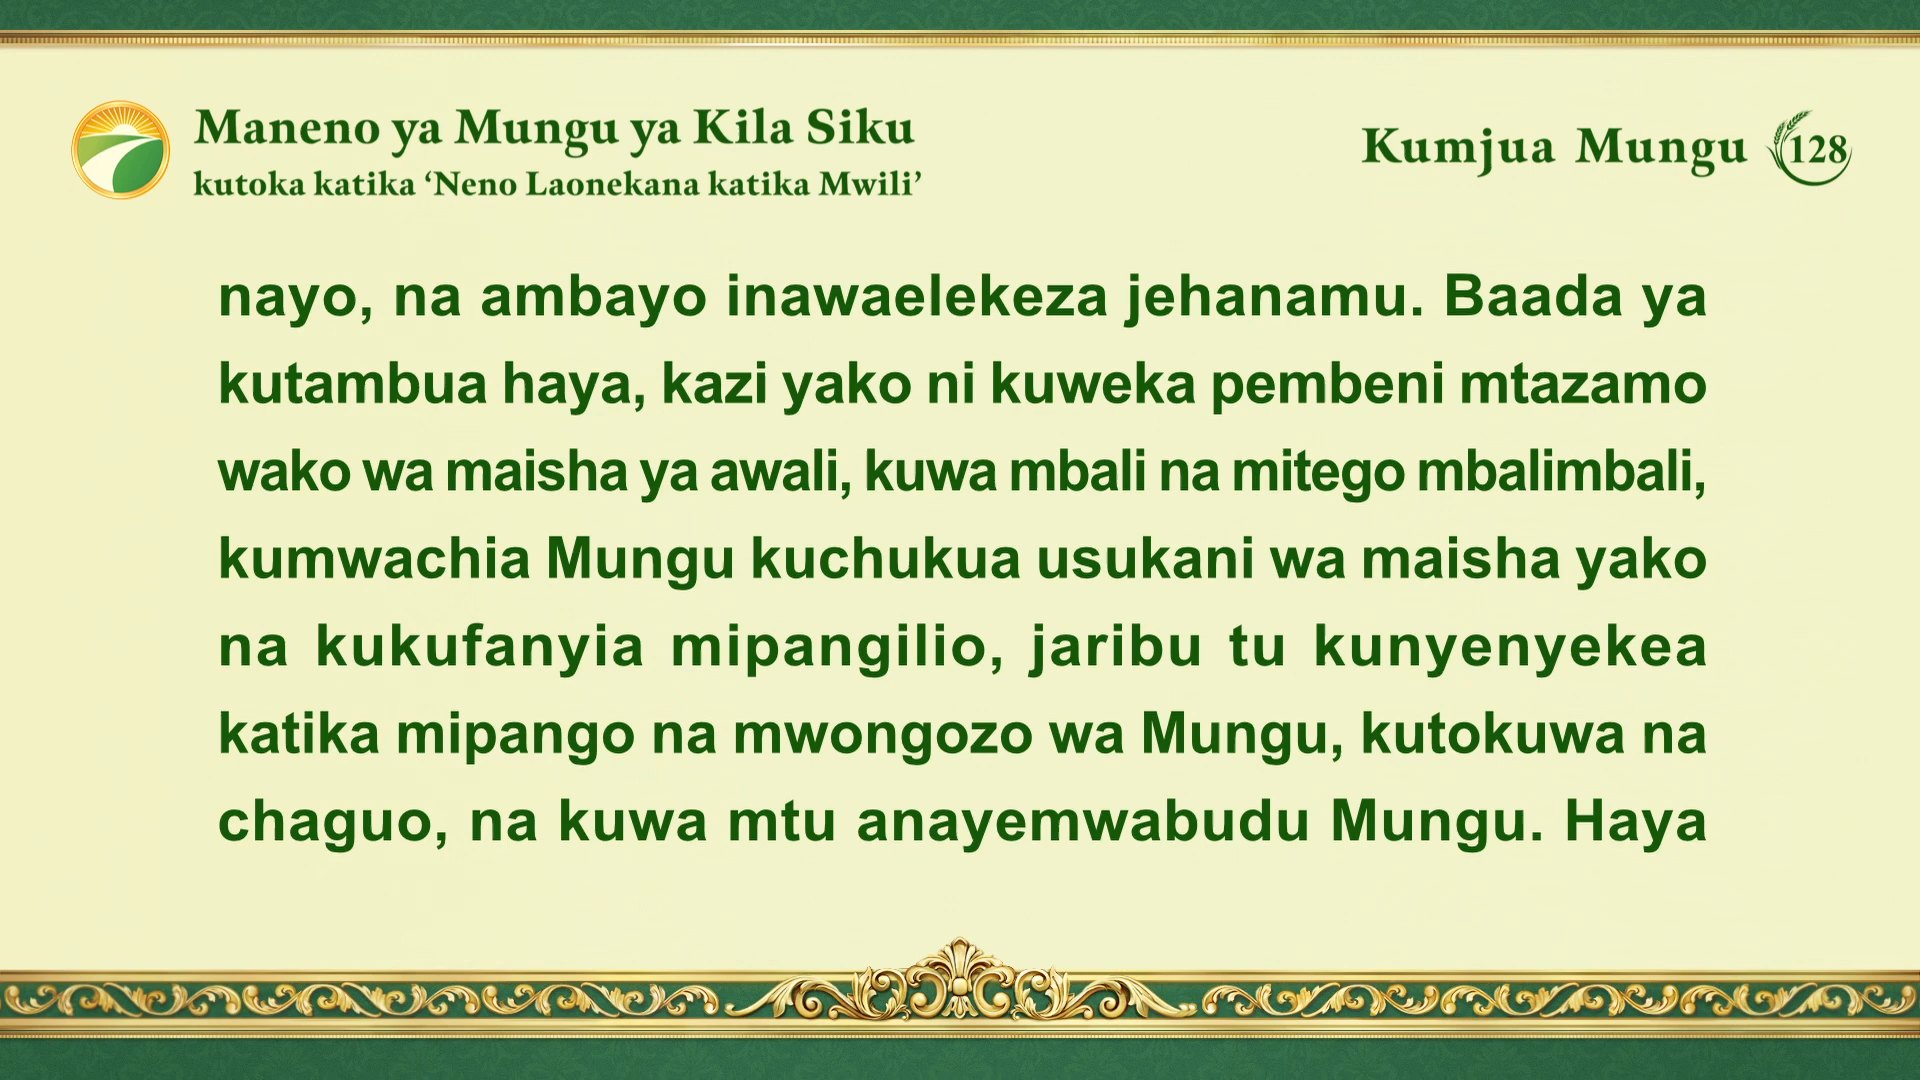 Maneno ya Mungu ya Kila Siku
kutoka katika ‘Neno Laonekana katika Mwili’
Kumjua Mungu 128
nayo, na ambayo inawaelekeza jehanamu. Baada ya
kutambua haya, kazi yako ni kuweka pembeni mtazamo
wako wa maisha ya awali, kuwa mbali na mitego mbalimbali,
kumwachia Mungu kuchukua usukani wa maisha yako
na kukufanyia mipangilio, jaribu tu kunyenyekea
katika mipango na mwongozo wa Mungu, kutokuwa na
chaguo, na kuwa mtu anayemwabudu Mungu. Haya